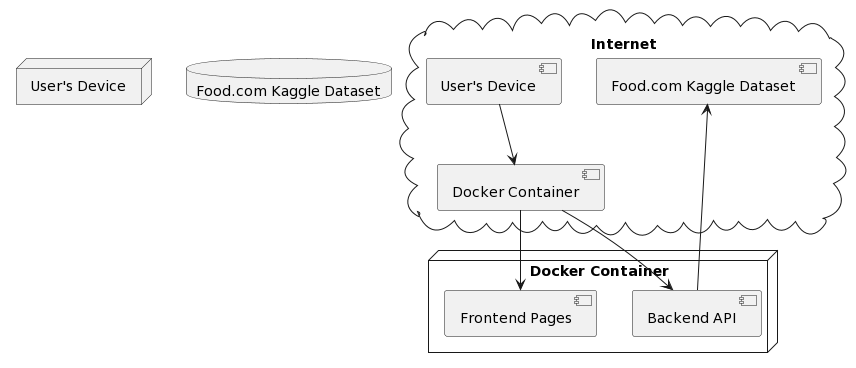 Internet
User's Device
Food.com Kaggle Dataset
User's Device
Food.com Kaggle Dataset
Docker Container
Docker Container
Frontend Pages
Backend API